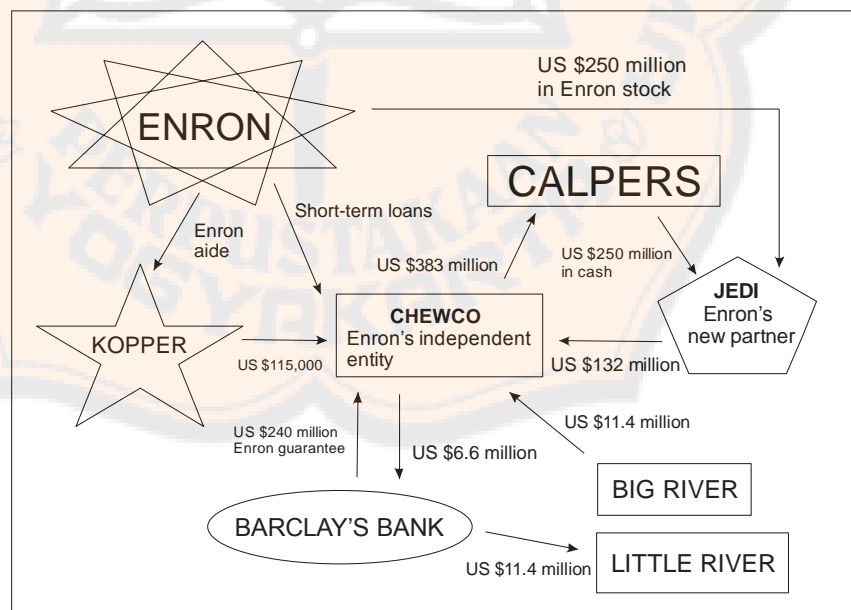 US $250 million
in Enron stock
ENRON
CALPERS
Enron
aide
Short-term loans
US $383 million
US $250 million
in cash
JEDI
Enron's
new partner
CHEWCO
Enron's independent
entity
KOPPER
US $115,000
US $132 million
US $240 million
Enron guarantee
US $6.6 million
US $11.4 million
BIG RIVER
BARCLAY'S BANK
US $11.4 million
LITTLE RIVER
PERPUSTAKAAN
YOGYAKARTA